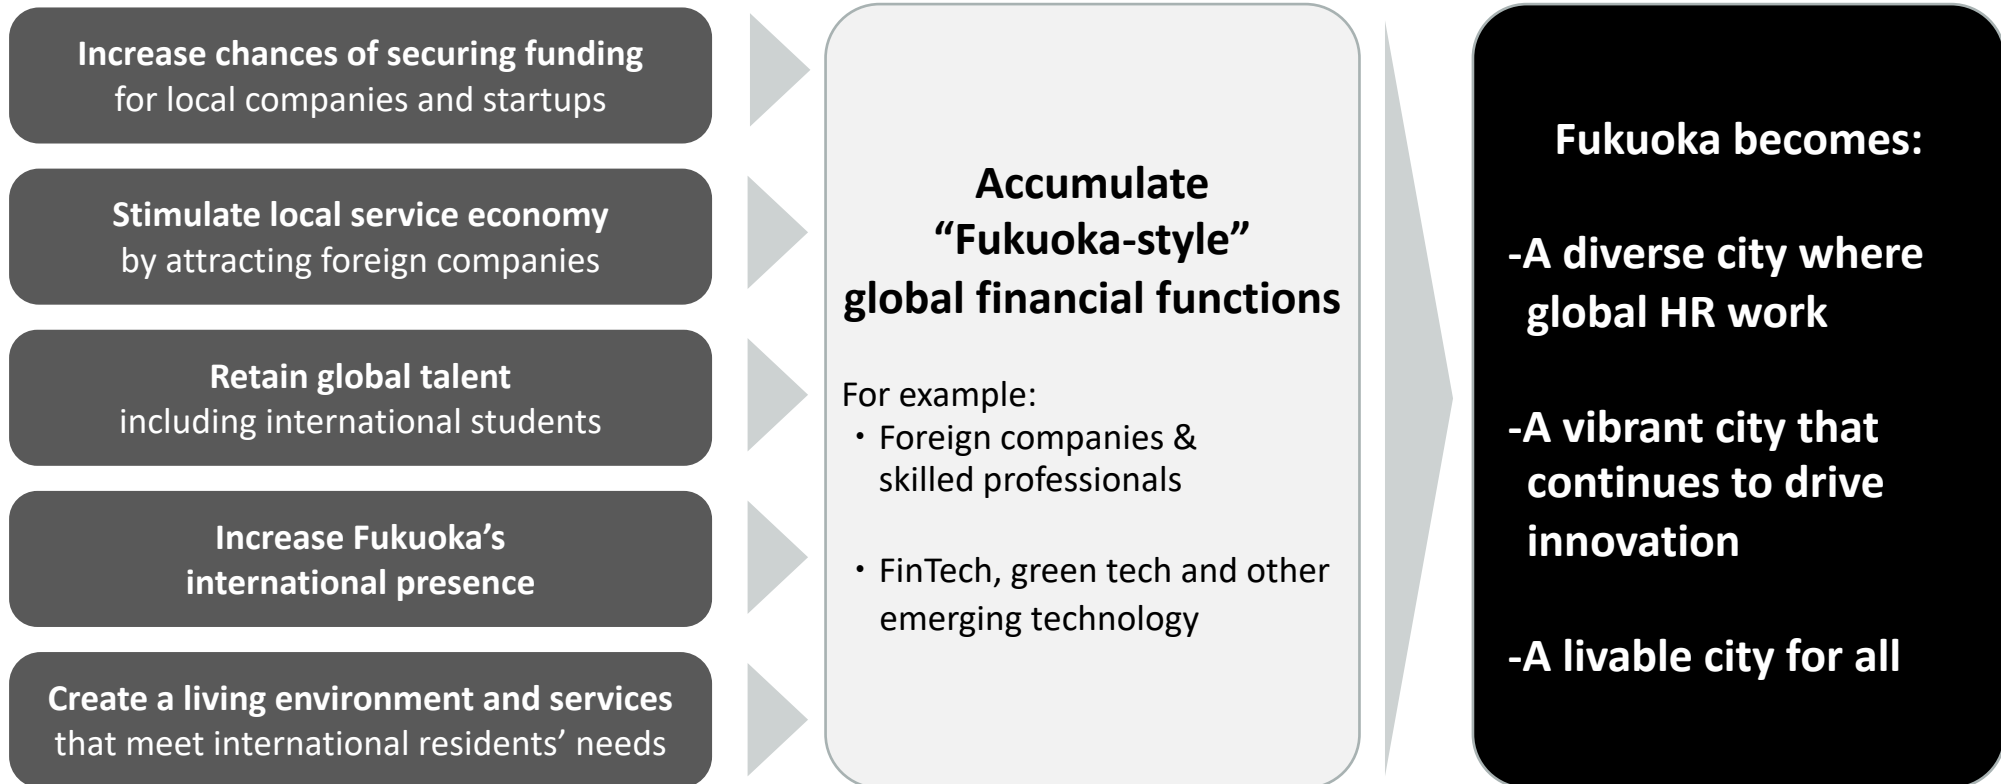 Increase chances of securing funding
for local companies and startups
Stimulate local service economy
by attracting foreign companies
Retain global talent
including international students
Increase Fukuoka’s
international presence
Create a living environment and services
that meet international residents’ needs
Accumulate
“Fukuoka-style”
global financial functions
For example:
・Foreign companies &
skilled professionals
・FinTech, green tech and other
emerging technology
Fukuoka becomes:
-A diverse city where
global HR work
-A vibrant city that
continues to drive
innovation
-A livable city for all